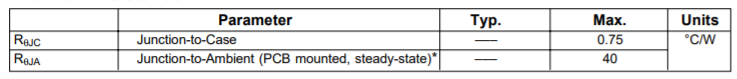 Parameter Typ. Max. Units
RθJC Junction-to-Case ––– 0.75 °C/W
RθJA Junction-to-Ambient (PCB mounted, steady-state)* ––– 40